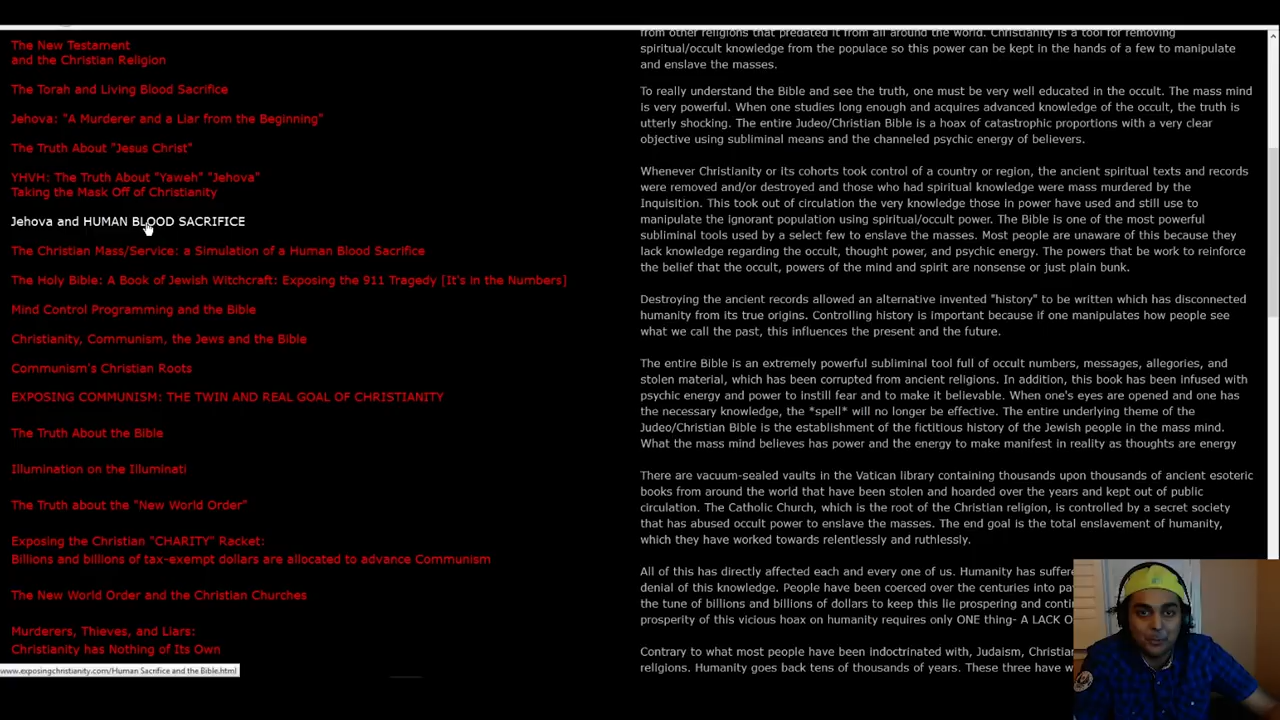 The New Testament
and the Christian Religion
The Torah and Living Blood Sacrifice
Jehova: "A Murderer and a Liar from the Beginning"
The Truth About "Jesus Christ"
YHVH: The Truth About "Yaweh" "Jehova"
Taking the Mask Off of Christianity
Jehova and HUMAN BLOOD SACRIFICE
The Christian Mass/Service: a Simulation of a Human Blood Sacrifice
The Holy Bible: A Book of Jewish Witchcraft: Exposing the 911 Tragedy [It's in the Numbers]
Mind Control Programming and the Bible
Christianity, Communism, the Jews and the Bible
Communism's Christian Roots
EXPOSING COMMUNISM: THE TWIN AND REAL GOAL OF CHRISTIANITY
The Truth About the Bible
Illumination on the Illuminati
The Truth about the "New World Order"
Exposing the Christian "CHARITY" Racket:
Billions and billions of tax-exempt dollars are allocated to advance Communism
The New World Order and the Christian Churches
Murderers, Thieves, and Liars:
Christianity has Nothing of Its Own
www.exposingchristianity.com/Human Sacrifice and the Bible.html
from other religions that predated it from all around the world. Christianity is a tool for removing
spiritual/occult knowledge from the populace so this power can be kept in the hands of a few to manipulate
and enslave the masses.
To really understand the Bible and see the truth, one must be very well educated in the occult. The mass mind
is very powerful. When one studies long enough and acquires advanced knowledge of the occult, the truth is
utterly shocking. The entire Judeo/Christian Bible is a hoax of catastrophic proportions with a very clear
objective using subliminal means and the channeled psychic energy of believers.
Whenever Christianity or its cohorts took control of a country or region, the ancient spiritual texts and records
were removed and/or destroyed and those who had spiritual knowledge were mass murdered by the
Inquisition. This took out of circulation the very knowledge those in power have used and still use to
manipulate the ignorant population using spiritual/occult power. The Bible is one of the most powerful
subliminal tools used by a select few to enslave the masses. Most people are unaware of this because they
lack knowledge regarding the occult, thought power, and psychic energy. The powers that be work to reinforce
the belief that the occult, powers of the mind and spirit are nonsense or just plain bunk.
Destroying the ancient records allowed an alternative invented "history" to be written which has disconnected
humanity from its true origins. Controlling history is important because if one manipulates how people see
what we call the past, this influences the present and the future.
The entire Bible is an extremely powerful subliminal tool full of occult numbers, messages, allegories, and
stolen material, which has been corrupted from ancient religions. In addition, this book has been infused with
psychic energy and power to instill fear and to make it believable. When one's eyes are opened and one has
the necessary knowledge, the *spell* will no longer be effective. The entire underlying theme of the
Judeo/Christian Bible is the establishment of the fictitious history of the Jewish people in the mass mind.
What the mass mind believes has power and the energy to make manifest in reality as thoughts are energy
There are vacuum-sealed vaults in the Vatican library containing thousands upon thousands of ancient esoteric
books from around the world that have been stolen and hoarded over the years and kept out of public
circulation. The Catholic Church, which is the root of the Christian religion, is controlled by a secret society
that has abused occult power to enslave the masses. The end goal is the total enslavement of humanity,
which they have worked towards relentlessly and ruthlessly.
All of this has directly affected each and every one of us. Humanity has suffere
denial of this knowledge. People have been coerced over the centuries into pa
the tune of billions and billions of dollars to keep this lie prospering and conti
prosperity of this vicious hoax on humanity requires only ONE thing- A LACK O
Contrary to what most people have been indoctrinated with, Judaism, Christian
religions. Humanity goes back tens of thousands of years. These three have w